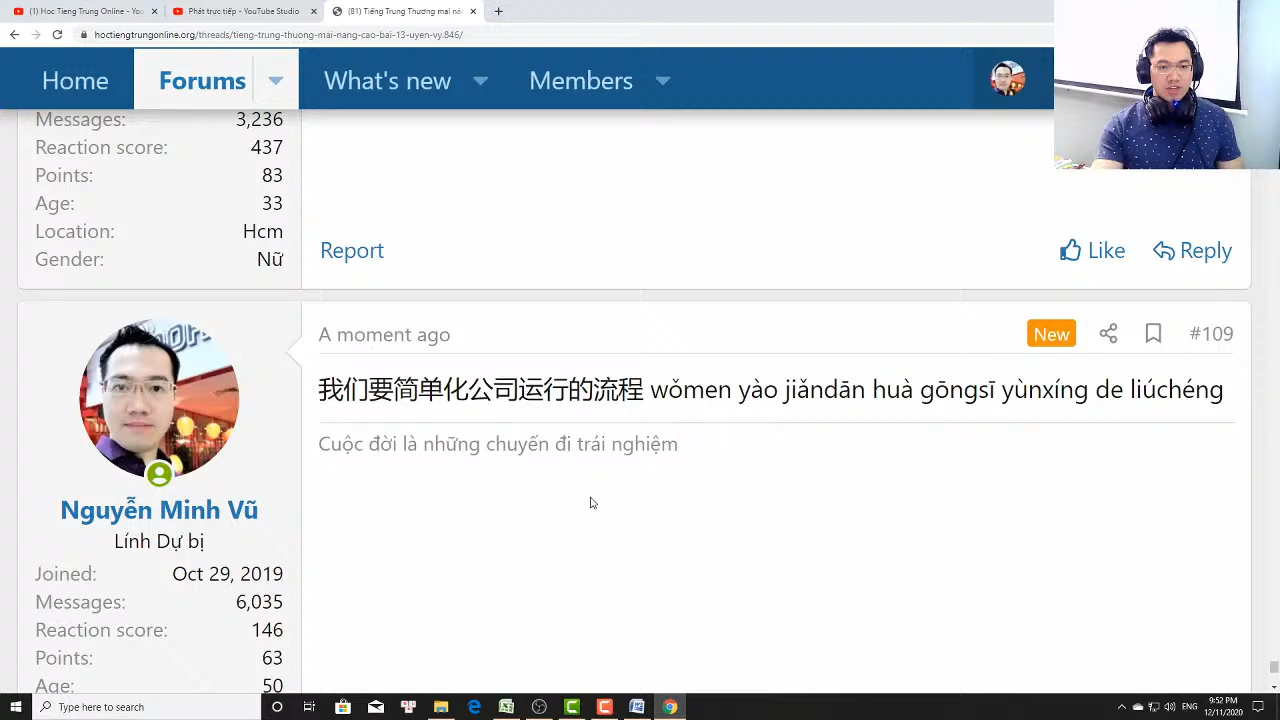 (1) Hoc Tieng Trung Online - You
Phát trực tiếp - YouTube Studio
(81) Tiếng Trung Thương mại nâ
hoctiengtrungonline.org/threads/tieng-trung-thuong-mai-nang-cao-bai-13-uyen-vy.846/
Home
Forums
What's new
Members
Messages: 3,236
Reaction score: 437
Points: 83
Age: 33
Location: Hcm
Gender: Nữ
Report
Like
Reply
A moment ago
New
#109
我们要简单化公司运行的流程 wǒmen yào jiǎndān huà gōngsī yùnxíng de liúchéng
Cuộc đời là những chuyến đi trái nghiệm
Nguyễn Minh Vũ
Lính Dự bị
Joined: Oct 29, 2019
Messages: 6,035
Reaction score: 146
Points: 63
Age: 50
Type here to search
9:52 PM
12/11/2020